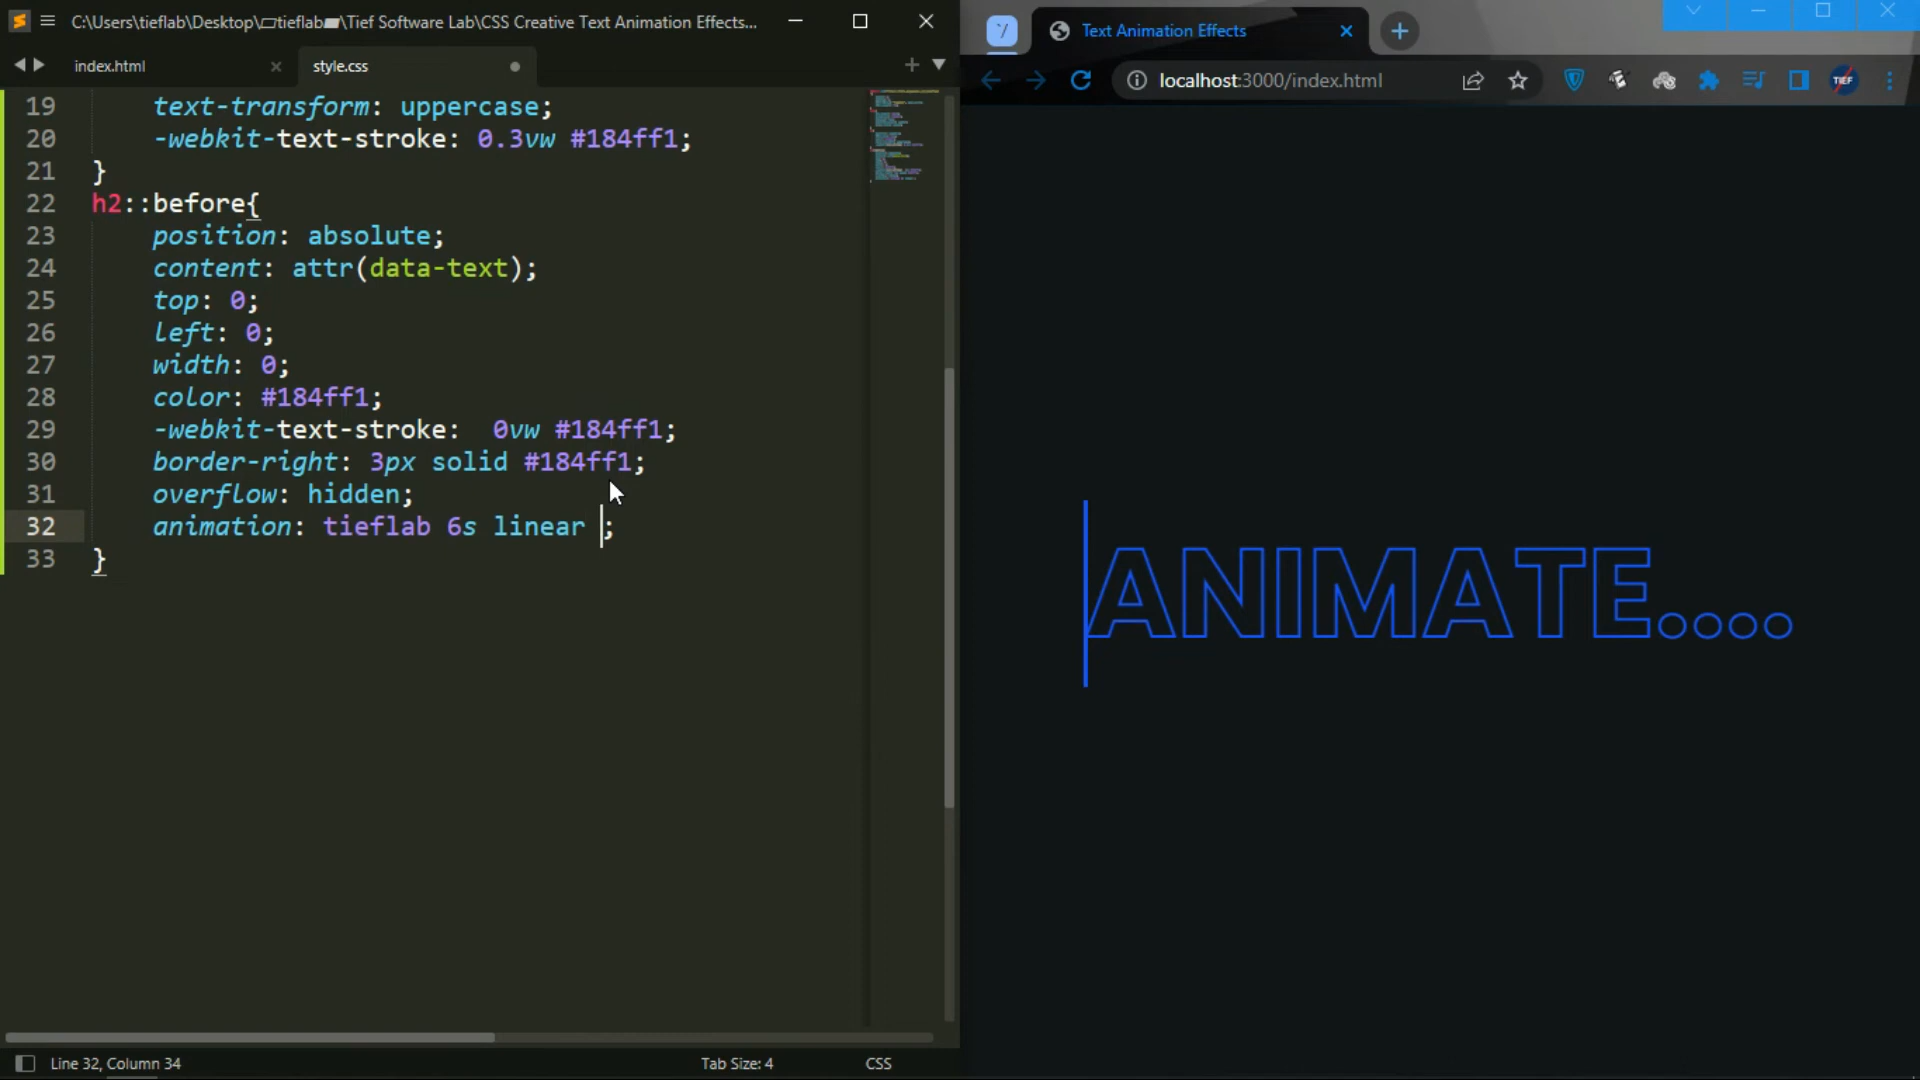 C:\Users\tieflab\Desktop\▭tieflab▰\Tief Software Lab\CSS Creative Text Animation Effects...
index.html
style.css
19 text-transform: uppercase;
20 -webkit-text-stroke: 0.3vw #184ff1;
21 }
22 h2::before{
23 position: absolute;
24 content: attr(data-text);
25 top: 0;
26 left: 0;
27 width: 0;
28 color: #184ff1;
29 -webkit-text-stroke:  0vw #184ff1;
30 border-right: 3px solid #184ff1;
31 overflow: hidden;
32 animation: tieflab 6s linear ;
33 }
Line 32, Column 34
Tab Size: 4
CSS
Text Animation Effects
localhost:3000/index.html
TIEF
ANIMATE....